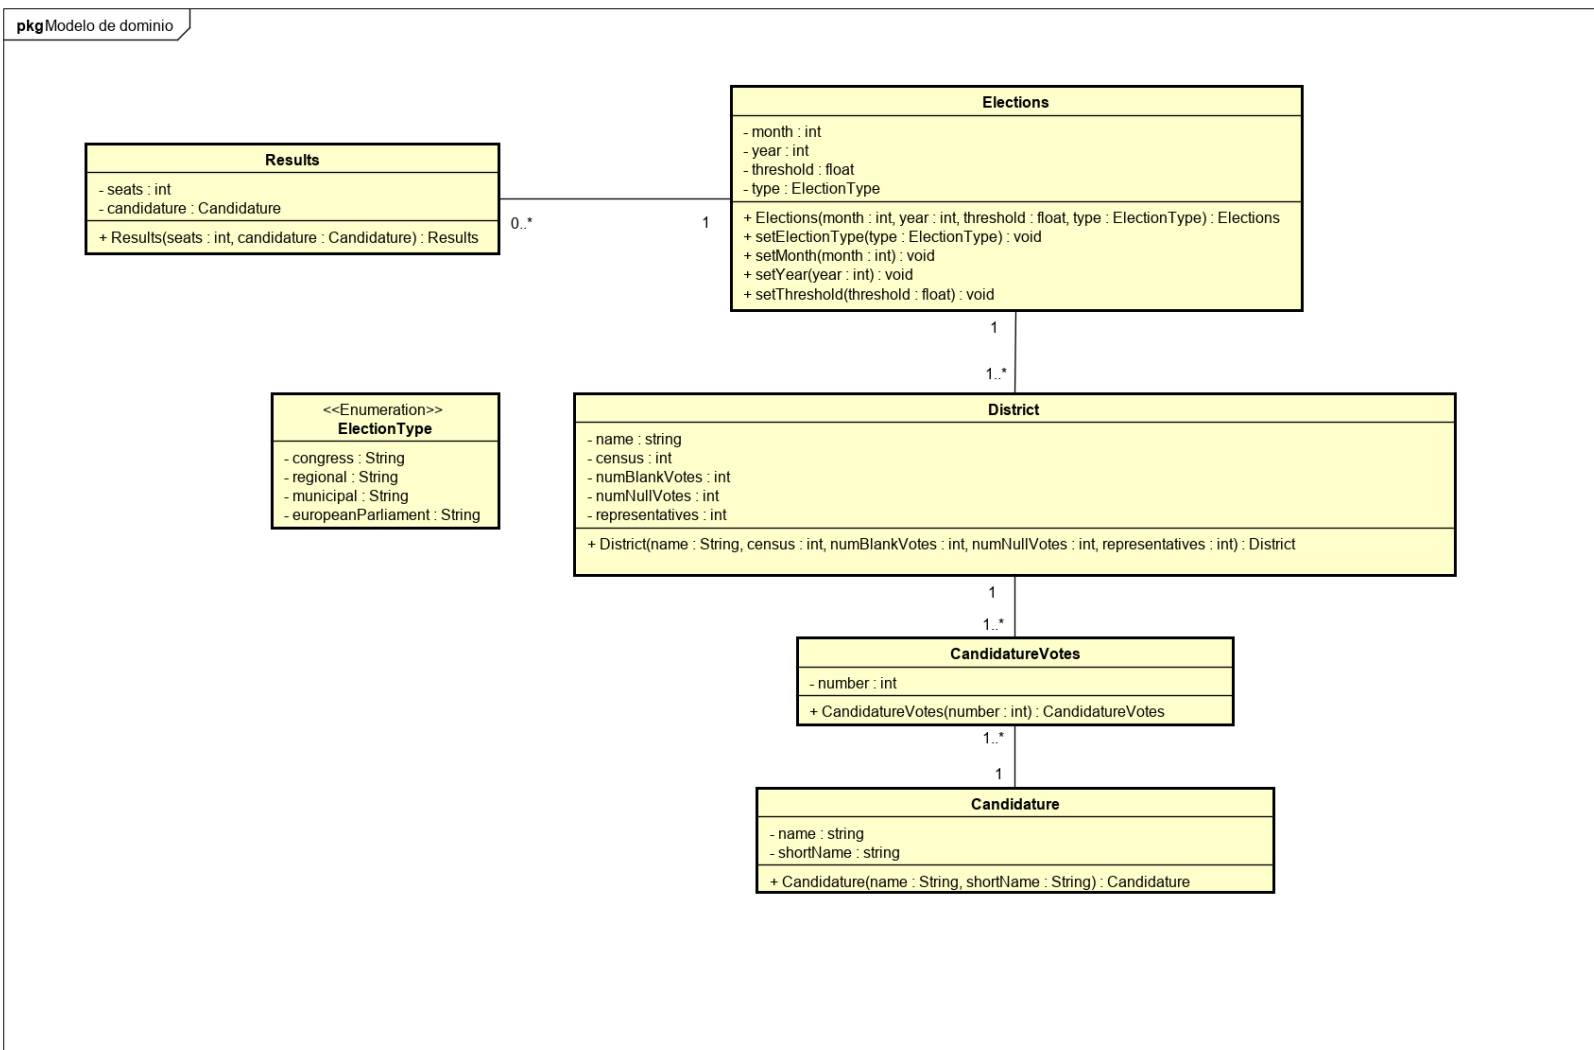 pkg Modelo de dominio
Elections
- month : int
- year : int
- threshold : float
- type : ElectionType
+ Elections(month : int, year : int, threshold : float, type : ElectionType) : Elections
+ setElectionType(type : ElectionType) : void
+ setMonth(month : int) : void
+ setYear(year : int) : void
+ setThreshold(threshold : float) : void
Results
- seats : int
- candidature : Candidature
+ Results(seats : int, candidature : Candidature) : Results
0..*
1
1
1..*
<<Enumeration>>
ElectionType
- congress : String
- regional : String
- municipal : String
- europeanParliament : String
District
- name : string
- census : int
- numBlankVotes : int
- numNullVotes : int
- representatives : int
+ District(name : String, census : int, numBlankVotes : int, numNullVotes : int, representatives : int) : District
1
1..*
CandidatureVotes
- number : int
+ CandidatureVotes(number : int) : CandidatureVotes
1..*
1
Candidature
- name : string
- shortName : string
+ Candidature(name : String, shortName : String) : Candidature